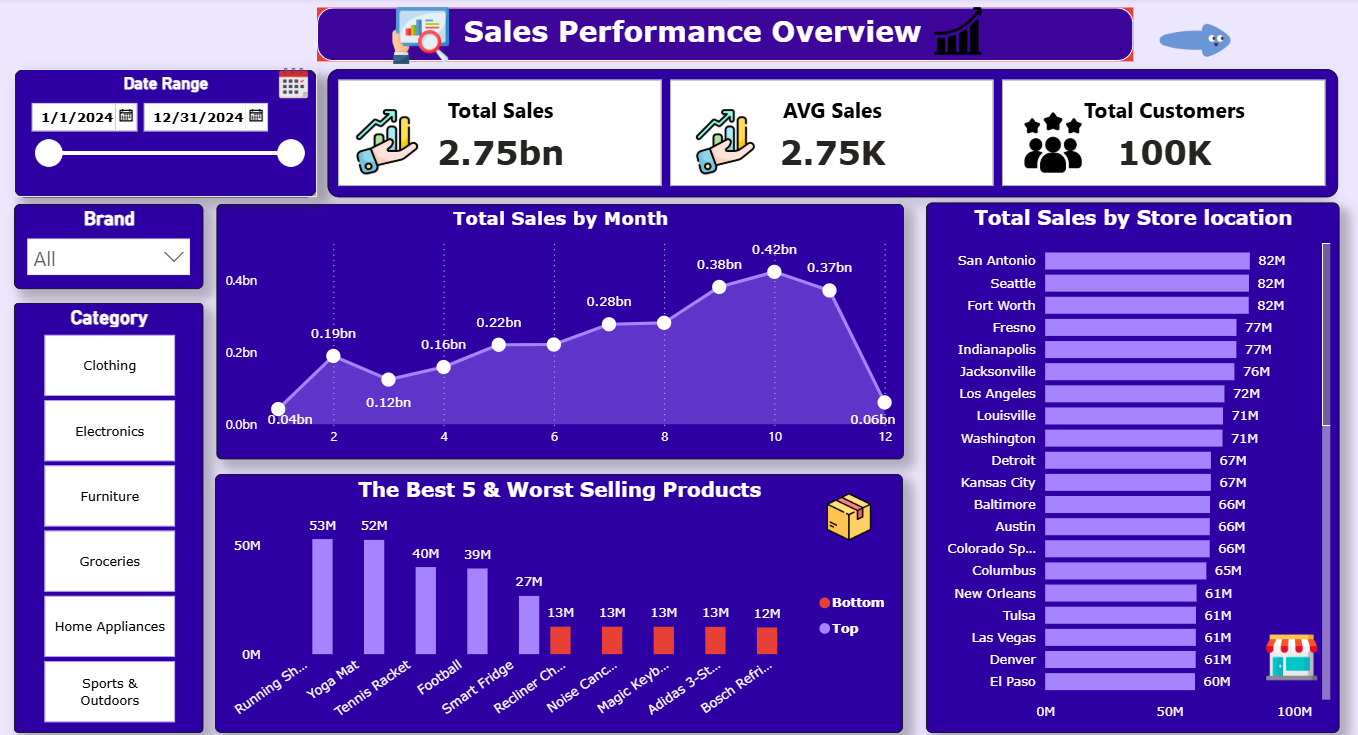 Sales Performance Overview
Date Range
1/1/2024
12/31/2024
Total Sales
2.75bn
AVG Sales
2.75K
Total Customers
100K
Brand
All
Category
Clothing
Electronics
Furniture
Groceries
Home Appliances
Sports &
Outdoors
Total Sales by Month
0.4bn
0.2bn
0.0bn
0.04bn
0.19bn
0.12bn
0.16bn
0.22bn
0.28bn
0.38bn
0.42bn
0.37bn
0.06bn
2
4
6
8
10
12
The Best 5 & Worst Selling Products
50M
0M
53M
52M
40M
39M
27M
13M
13M
13M
13M
12M
Running Sh...
Yoga Mat
Tennis Racket
Football
Smart Fridge
Recliner Ch...
Noise Canc...
Magic Keyb...
Adidas 3-St...
Bosch Refri...
Bottom
Top
Total Sales by Store location
San Antonio 82M
Seattle 82M
Fort Worth 82M
Fresno 77M
Indianapolis 77M
Jacksonville 76M
Los Angeles 72M
Louisville 71M
Washington 71M
Detroit 67M
Kansas City 67M
Baltimore 66M
Austin 66M
Colorado Sp... 66M
Columbus 65M
New Orleans 61M
Tulsa 61M
Las Vegas 61M
Denver 61M
El Paso 60M
0M
50M
100M